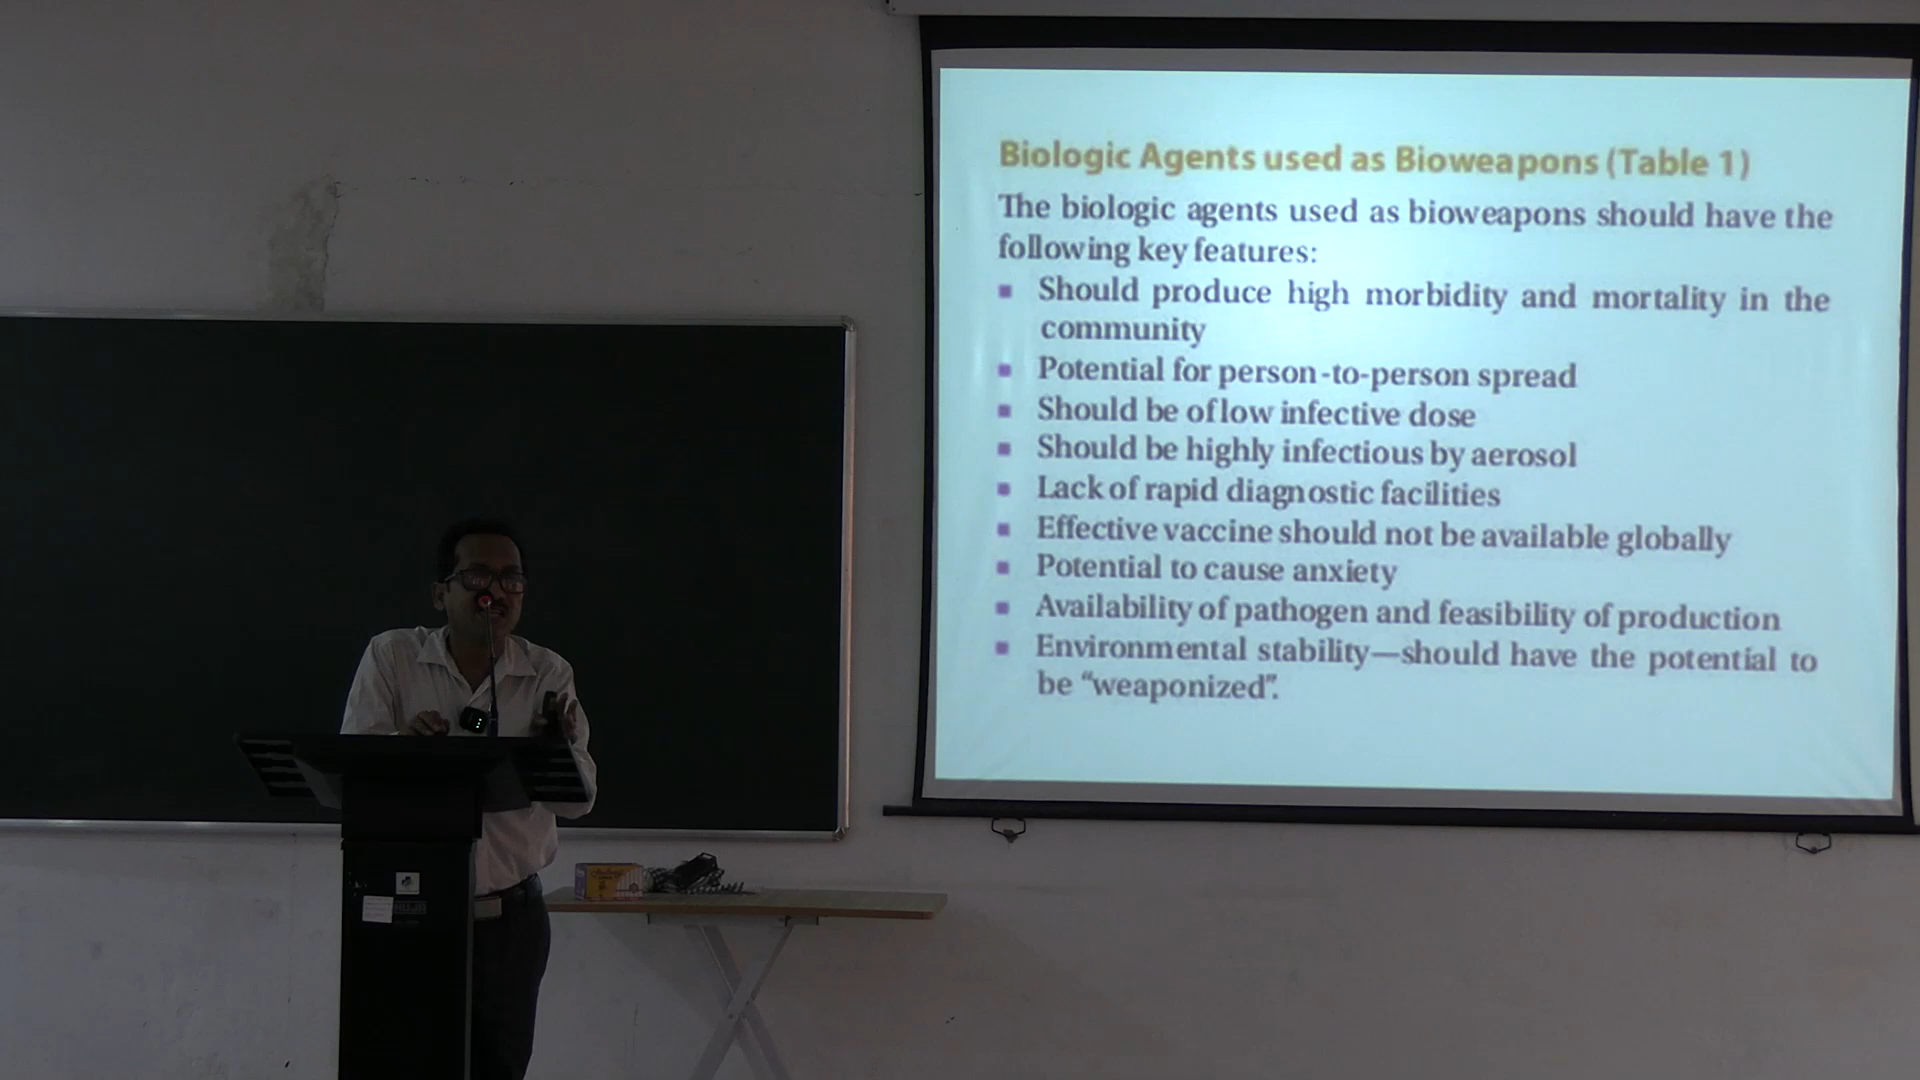 Biologic Agents used as Bioweapons (Table 1)
The biologic agents used as bioweapons should have the
following key features:
Should produce high morbidity and mortality in the
community
Potential for person-to-person spread
Should be of low infective dose
Should be highly infectious by aerosol
Lack of rapid diagnostic facilities
Effective vaccine should not be available globally
Potential to cause anxiety
Availability of pathogen and feasibility of production
Environmental stability—should have the potential to
be “weaponized”.